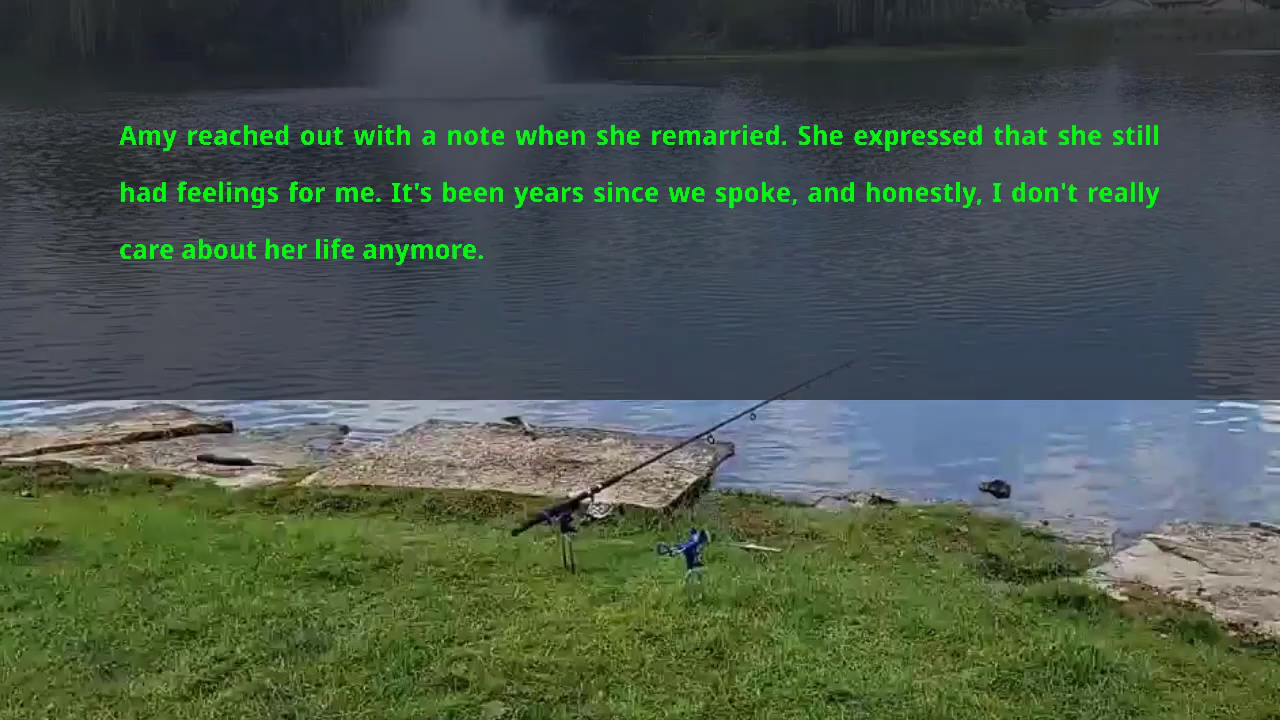 Amy reached out with a note when she remarried. She expressed that she still
had feelings for me. It's been years since we spoke, and honestly, I don't really
care about her life anymore.